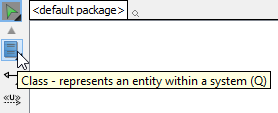 <default package>
Class - represents an entity within a system (Q)
«u»